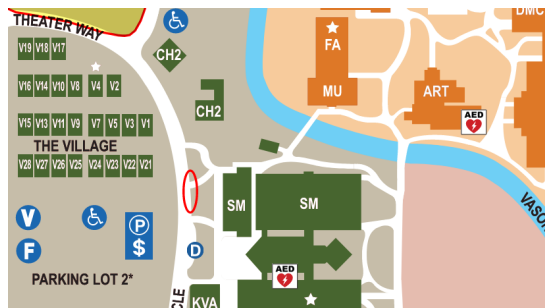 THEATER WAY
DMC
V19 V18 V17
CH2
FA
V16 V14 V10 V8 V4 V2
CH2
MU
ART
AED
V15 V13 V11 V9 V7 V5 V3 V1
THE VILLAGE
V28 V27 V26 V25 V24 V23 V22 V21
SM
SM
VASON
V
P
$
F
D
AED
PARKING LOT 2*
KVA
CLE